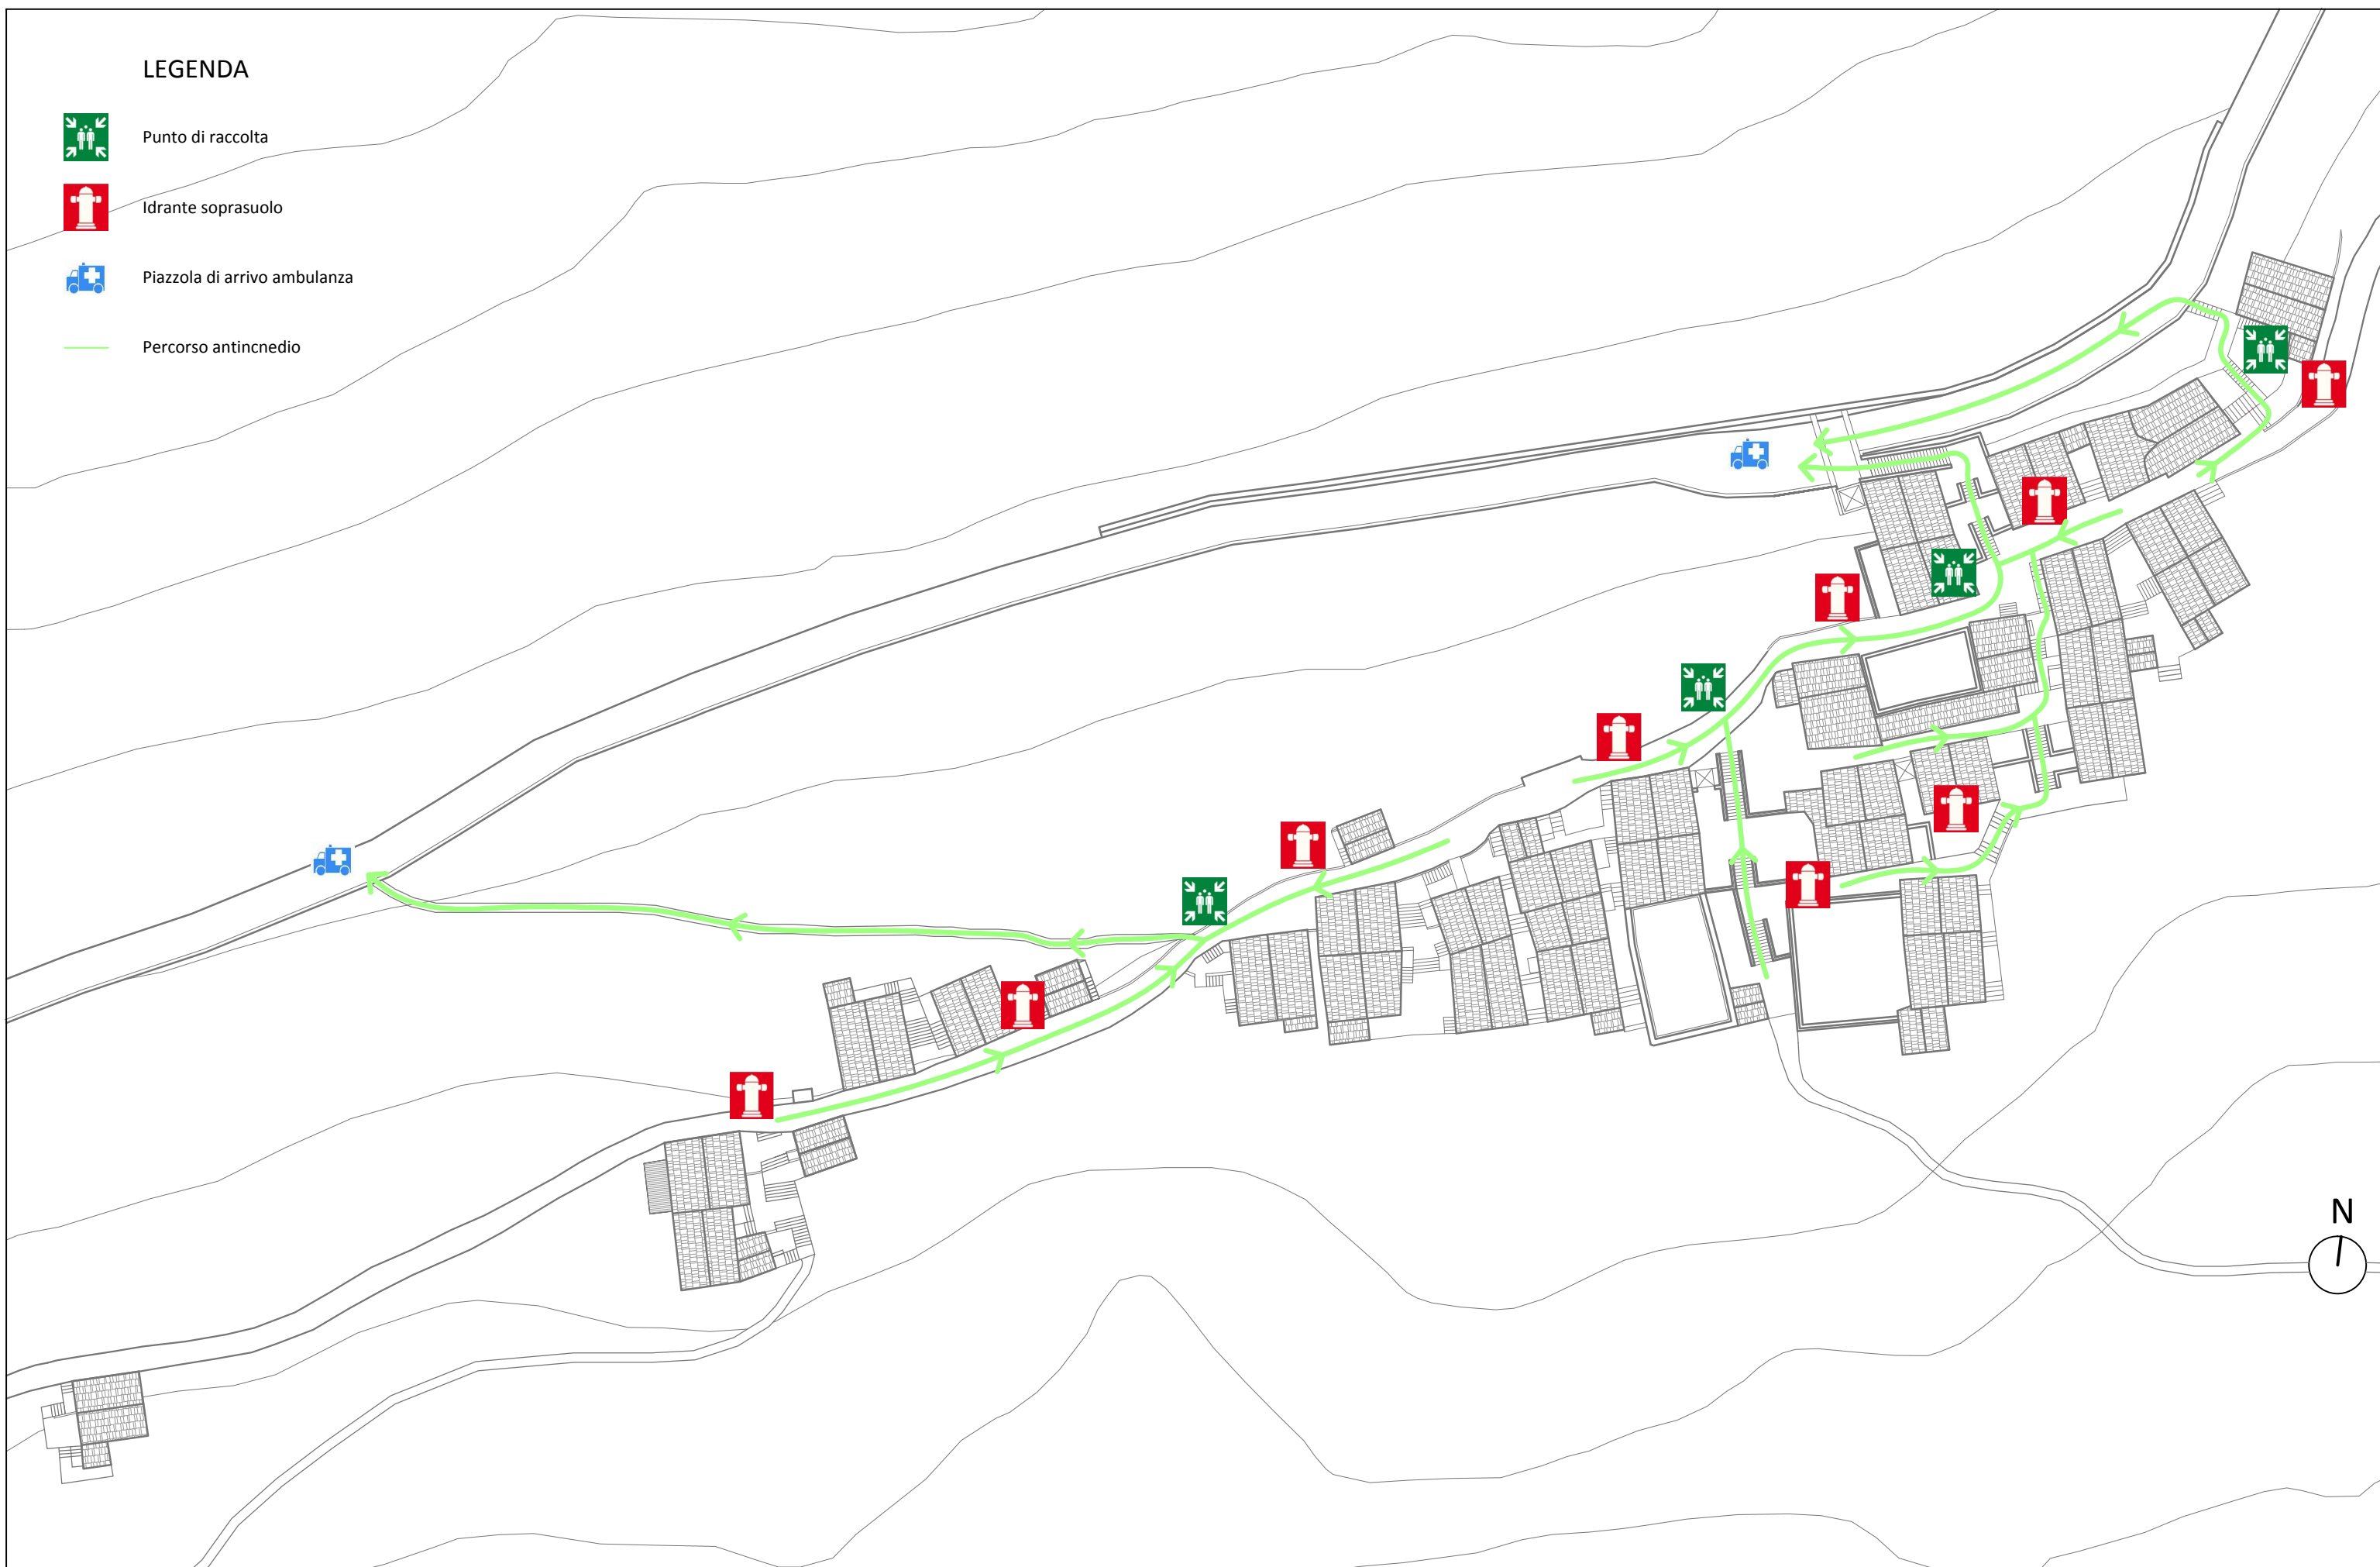 LEGENDA
Punto di raccolta
Idrante soprasuolo
Piazzola di arrivo ambulanza
Percorso antincnedio
N